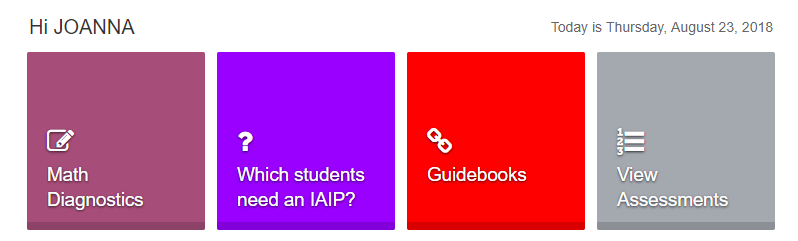 Hi JOANNA
Today is Thursday, August 23, 2018
Math
Diagnostics
Which students
need an IAIP?
Guidebooks
View
Assessments